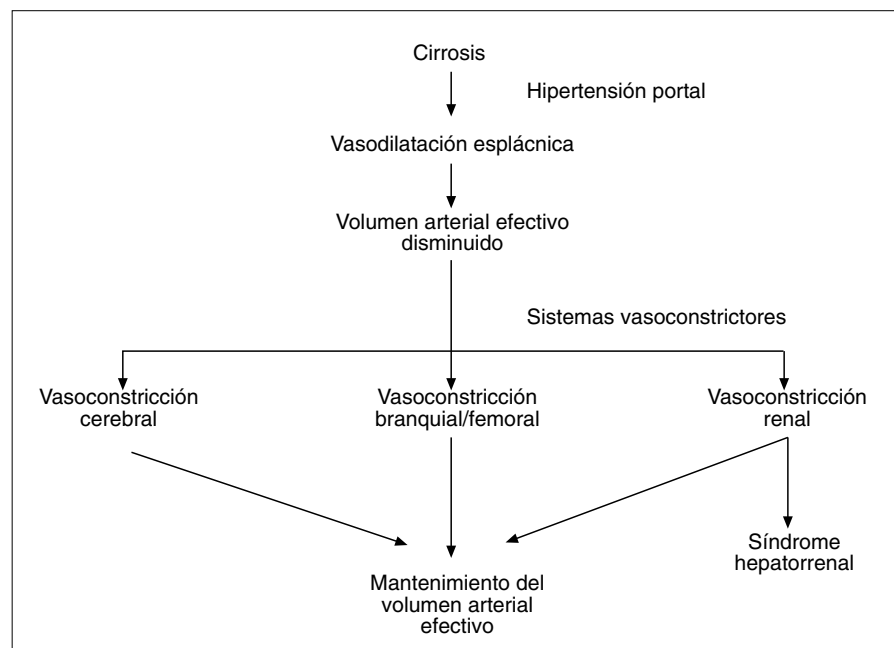 Cirrosis
Hipertensión portal
Vasodilatación esplácnica
Volumen arterial efectivo
disminuido
Sistemas vasoconstrictores
Vasoconstricción
cerebral
Vasoconstricción
branquial/femoral
Vasoconstricción
renal
Síndrome
hepatorrenal
Mantenimiento del
volumen arterial
efectivo